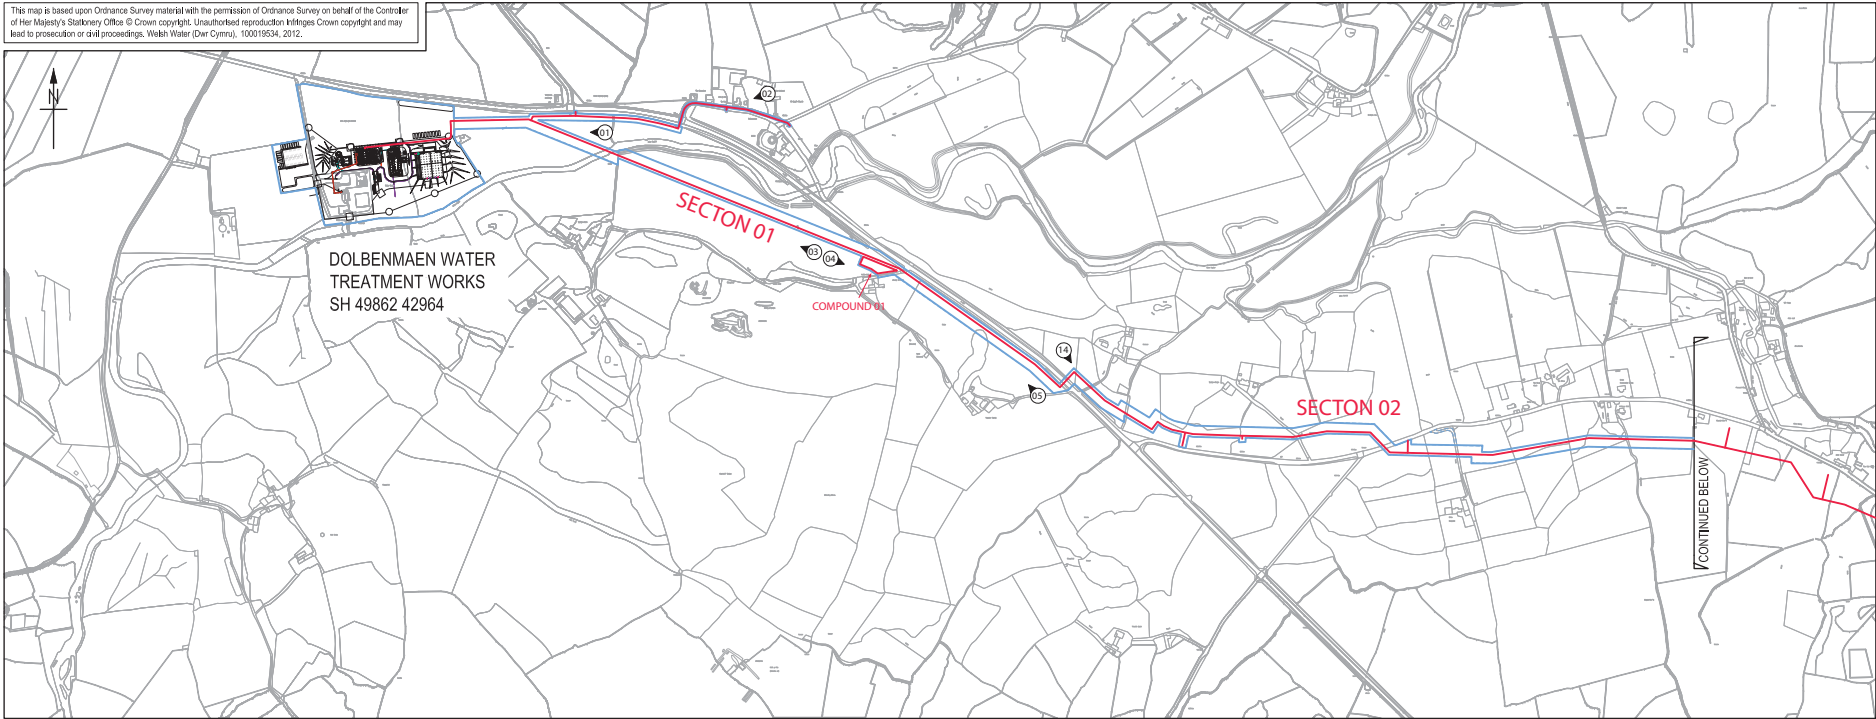 This map is based upon Ordnance Survey material with the permission of Ordnance Survey on behalf of the Controller
of Her Majesty's Stationery Office © Crown copyright. Unauthorised reproduction infringes Crown copyright and may
lead to prosecution or civil proceedings. Welsh Water (Dwr Cymru), 100019534, 2012.
N
02
01
SECTON 01
03
04
DOLBENMAEN WATER
TREATMENT WORKS
SH 49862 42964
COMPOUND 01
14
05
SECTON 02
CONTINUED BELOW